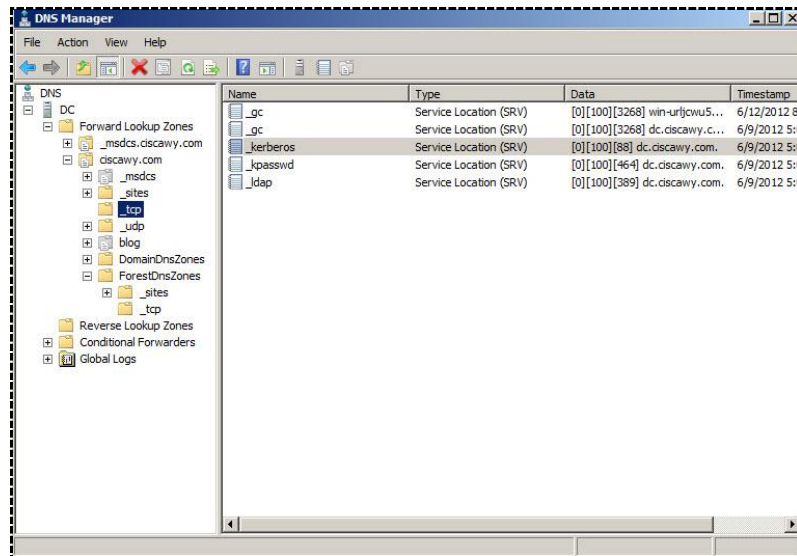 DNS Manager
File Action View Help
DNS
DC
Forward Lookup Zones
_msdcs.ciscawy.com
ciscawy.com
_msdcs
_sites
_tcp
_udp
blog
DomainDnsZones
ForestDnsZones
_sites
_tcp
Reverse Lookup Zones
Conditional Forwarders
Global Logs
Name Type Data Timestamp
_gc Service Location (SRV) [0][100][3268] win-urljcwu5... 6/12/2012 8
_gc Service Location (SRV) [0][100][3268] dc.ciscawy.c... 6/9/2012 5:
_kerberos Service Location (SRV) [0][100][88] dc.ciscawy.com. 6/9/2012 5:
_kpasswd Service Location (SRV) [0][100][464] dc.ciscawy.com. 6/9/2012 5:
_ldap Service Location (SRV) [0][100][389] dc.ciscawy.com. 6/9/2012 5: